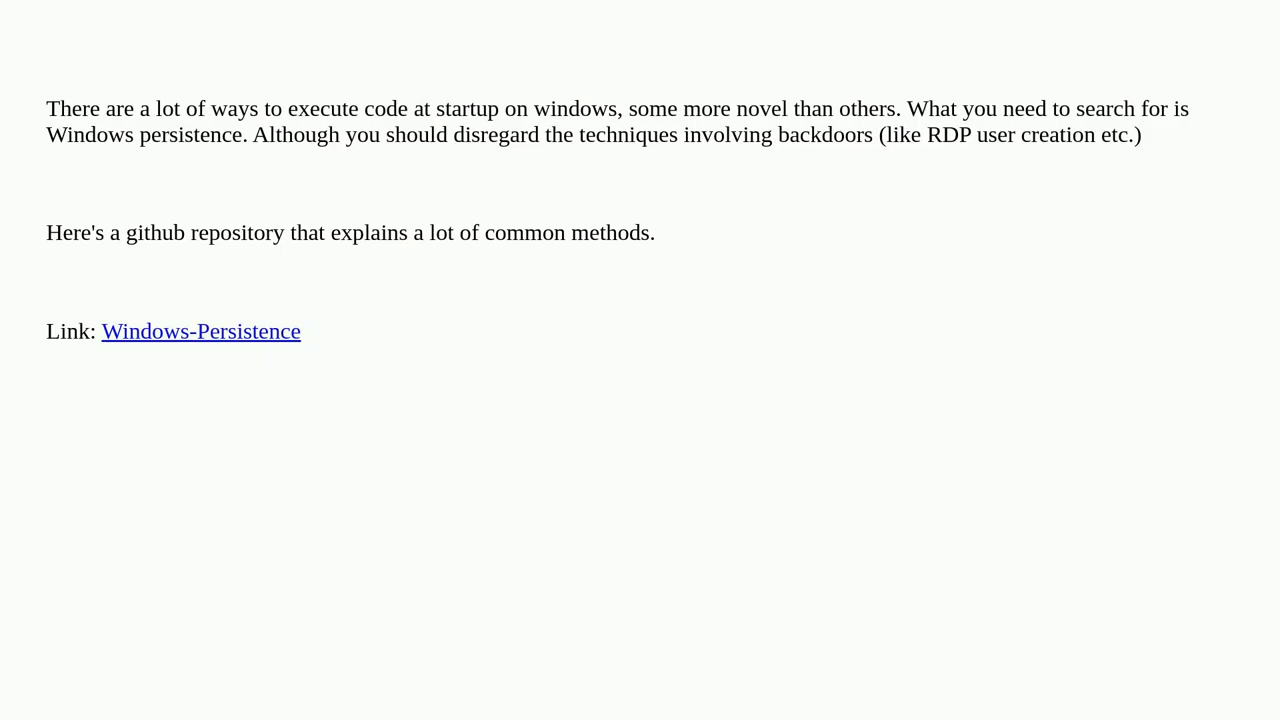 There are a lot of ways to execute code at startup on windows, some more novel than others. What you need to search for is
Windows persistence. Although you should disregard the techniques involving backdoors (like RDP user creation etc.)
Here's a github repository that explains a lot of common methods.
Link: Windows-Persistence